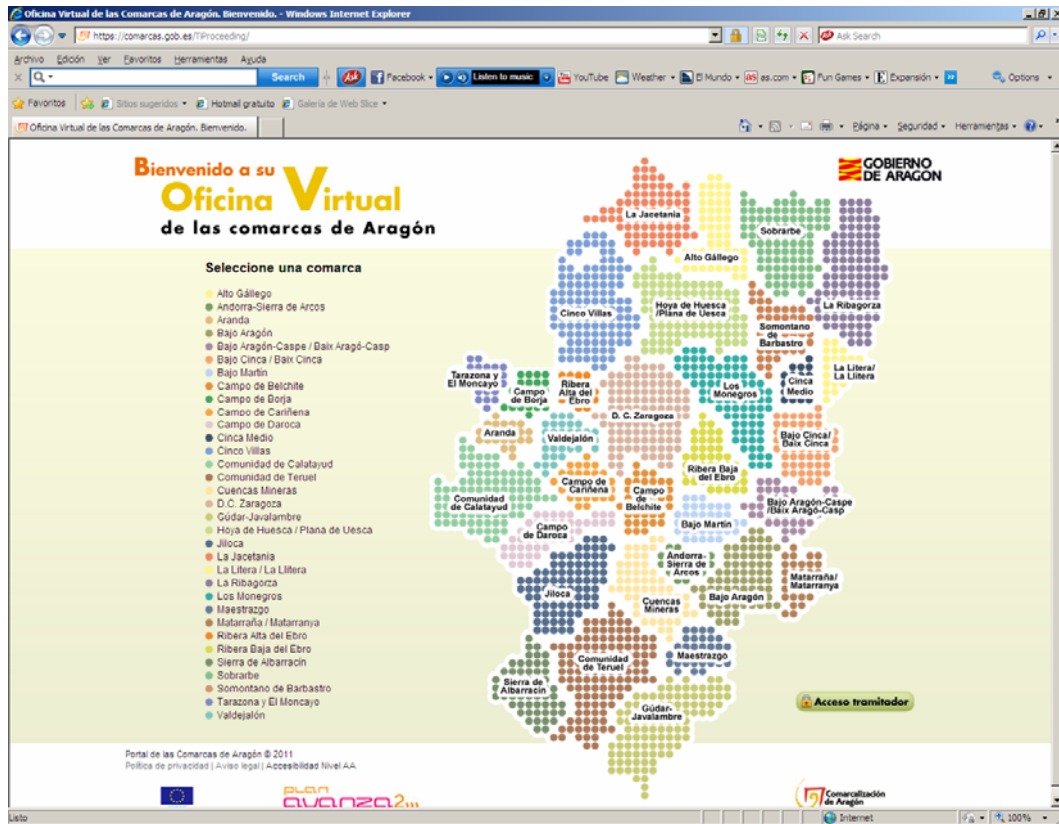 Oficina Virtual de las Comarcas de Aragón. Bienvenido. - Windows Internet Explorer
https://comarcas.gob.es/TiProceeding/
Ask Search
Archivo Edición Ver Favoritos Herramientas Ayuda
Q Search Ask Facebook Listen to music YouTube Weather El Mundo as as.com Fun Games E Expansión Options
Favoritos Sitios sugeridos Hotmail gratuito Galería de Web Slice
Oficina Virtual de las Comarcas de Aragón. Bienvenido.
Página Seguridad Herramientas
Bienvenido a su
Oficina Virtual
de las comarcas de Aragón
GOBIERNO
DE ARAGON
Seleccione una comarca
Alto Gállego
Andorra-Sierra de Arcos
Aranda
Bajo Aragón
Bajo Aragón-Caspe / Baix Aragó-Casp
Bajo Cinca / Baix Cinca
Bajo Martín
Campo de Belchite
Campo de Borja
Campo de Cariñena
Campo de Daroca
Cinca Medio
Cinco Villas
Comunidad de Calatayud
Comunidad de Teruel
Cuencas Mineras
D.C. Zaragoza
Gúdar-Javalambre
Hoya de Huesca / Plana de Uesca
Jiloca
La Jacetania
La Litera / La Llitera
La Ribagorza
Los Monegros
Maestrazgo
Matarraña / Matarranya
Ribera Alta del Ebro
Ribera Baja del Ebro
Sierra de Albarracín
Sobrarbe
Somontano de Barbastro
Tarazona y El Moncayo
Valdejalón
La Jacetania
Sobrarbe
Alto Gállego
La Ribagorza
Cinco Villas
Hoya de Huesca
/Plana de Uesca
Somontano
de
Barbastro
La Litera/
La Llitera
Tarazona y
El Moncayo
Campo
de Borja
Ribera
Alta del
Ebro
Los
Monegros
Cinca
Medio
D. C. Zaragoza
Aranda
Valdejalón
Bajo Cinca/
Baix Cinca
Ribera Baja
del Ebro
Comunidad
de Calatayud
Campo de
Cariñena
Campo
de
Belchite
Bajo Aragón-Caspe
/Baix Aragó-Casp
Campo
de Daroca
Bajo Martín
Andorra-
Sierra de
Arcos
Matarraña/
Matarranya
Jiloca
Cuencas
Mineras
Bajo Aragón
Comunidad
de Teruel
Maestrazgo
Sierra de
Albarracín
Gúdar-
Javalambre
Acceso tramitador
Portal de las Comarcas de Aragón © 2011
Política de privacidad | Aviso legal | Accesibilidad Nivel AA
PLAN
avanza2
Comarcalización
de Aragón
Listo
Internet
100%